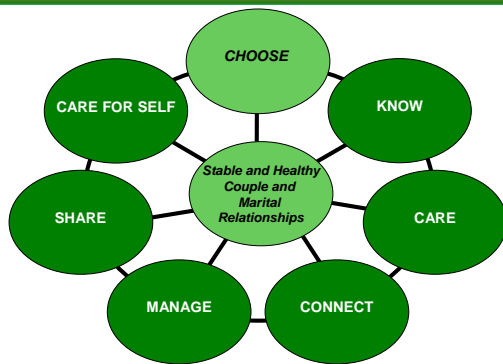 CHOOSE
CARE FOR SELF
KNOW
Stable and Healthy
Couple and
Marital
Relationships
SHARE
CARE
MANAGE
CONNECT